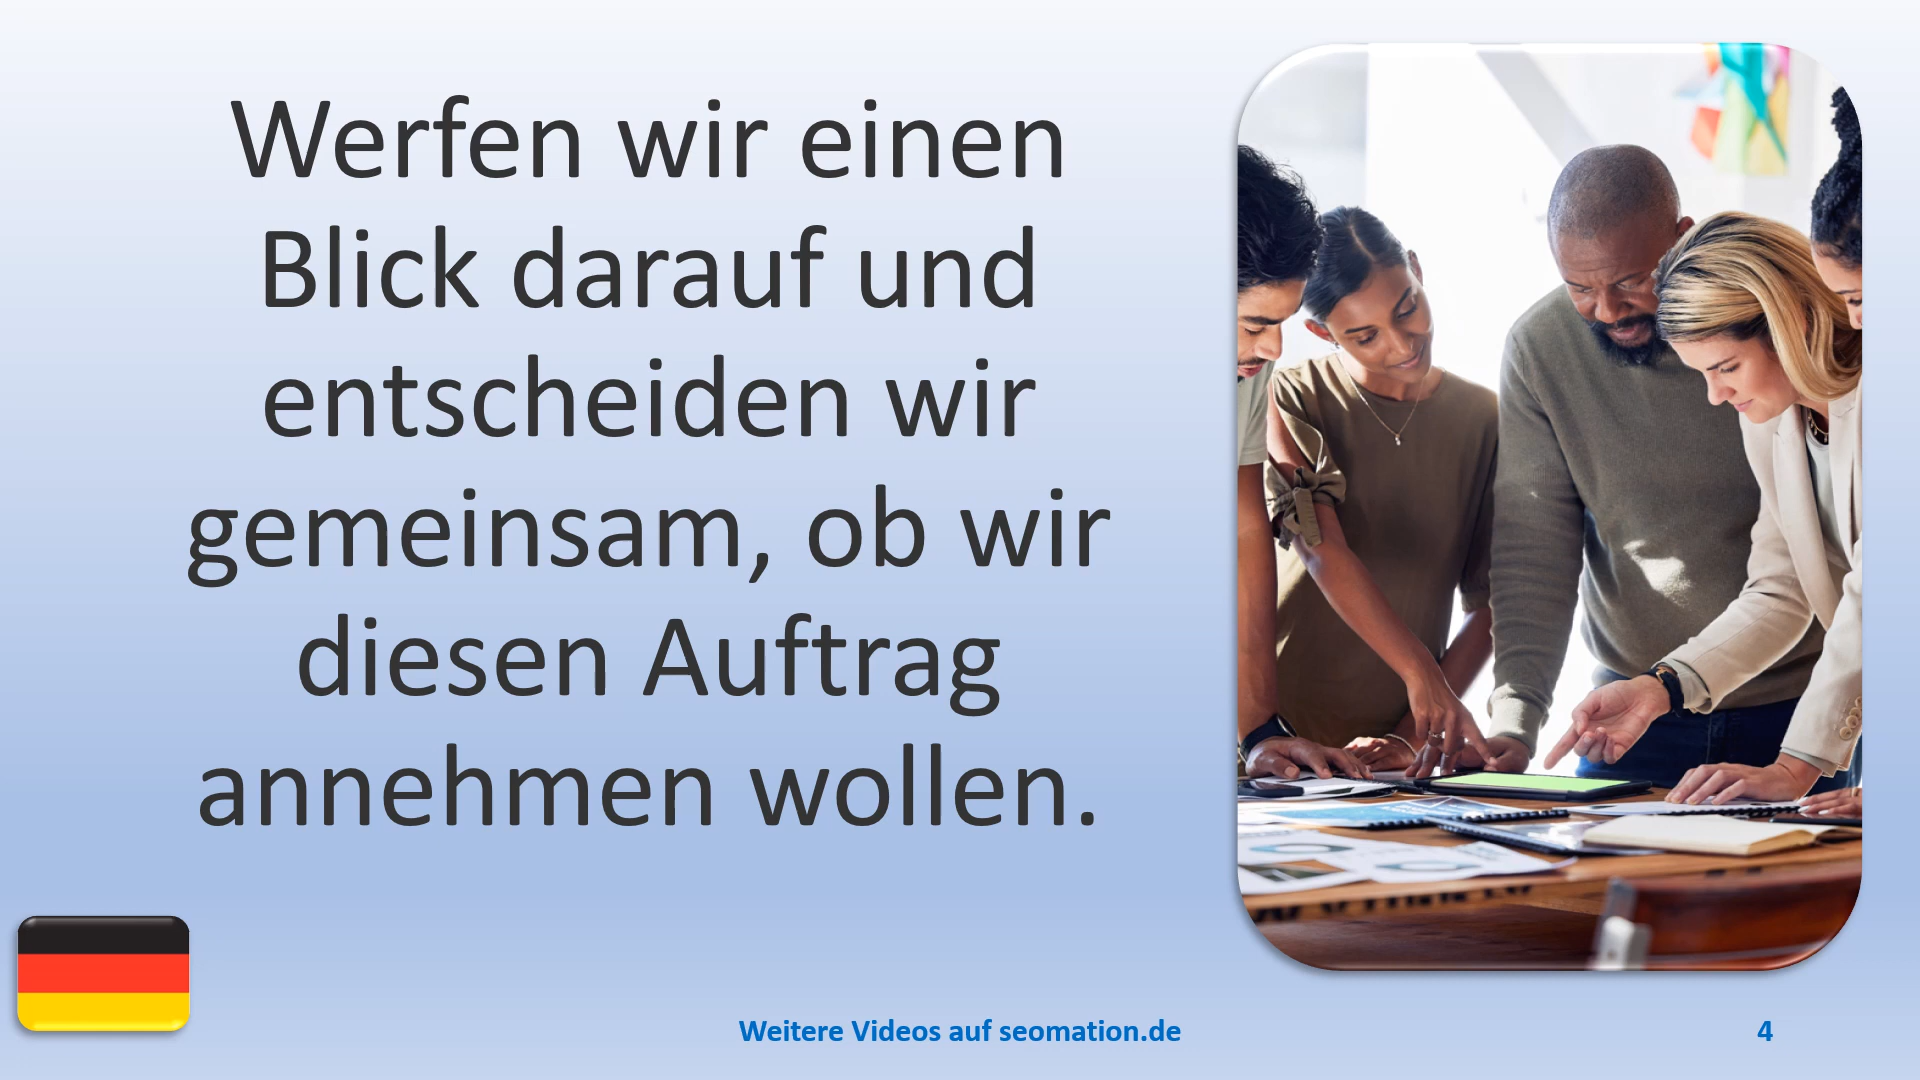 Werfen wir einen
Blick darauf und
entscheiden wir
gemeinsam, ob wir
diesen Auftrag
annehmen wollen.
Weitere Videos auf seomation.de
4